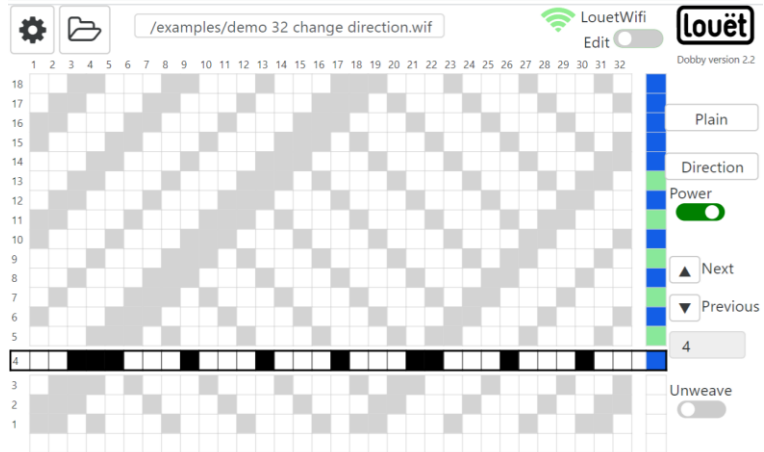 /examples/demo 32 change direction.wif
LouetWifi
Edit
Louët
Dobby version 2.2
1 2 3 4 5 6 7 8 9 10 11 12 13 14 15 16 17 18 19 20 21 22 23 24 25 26 27 28 29 30 31 32
18
17
16
15
14
13
12
11
10
9
8
7
6
5
4
3
2
1
Plain
Direction
Power
▲ Next
▼ Previous
4
Unweave